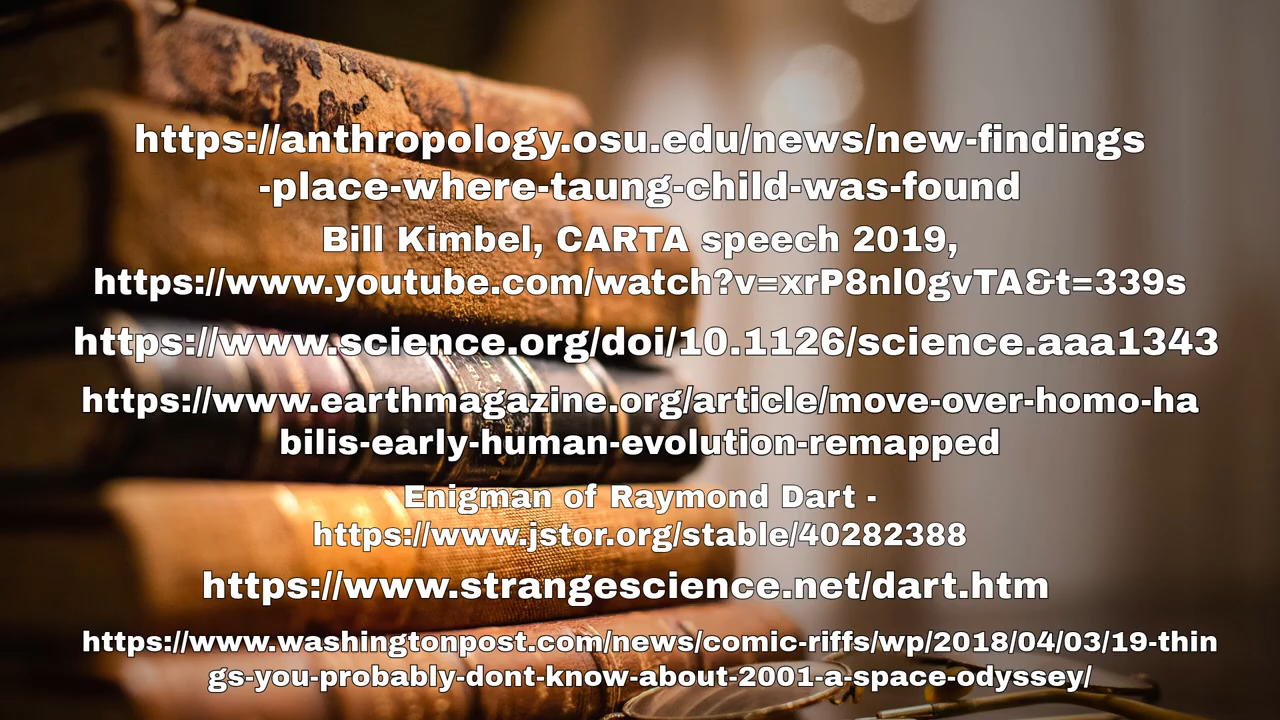 https://anthropology.osu.edu/news/new-findings
-place-where-taung-child-was-found
Bill Kimbel, CARTA speech 2019,
https://www.youtube.com/watch?v=xrP8nl0gvTA&t=339s
https://www.science.org/doi/10.1126/science.aaa1343
https://www.earthmagazine.org/article/move-over-homo-ha
bilis-early-human-evolution-remapped
Enigman of Raymond Dart -
https://www.jstor.org/stable/40282388
https://www.strangescience.net/dart.htm
https://www.washingtonpost.com/news/comic-riffs/wp/2018/04/03/19-thin
gs-you-probably-dont-know-about-2001-a-space-odyssey/